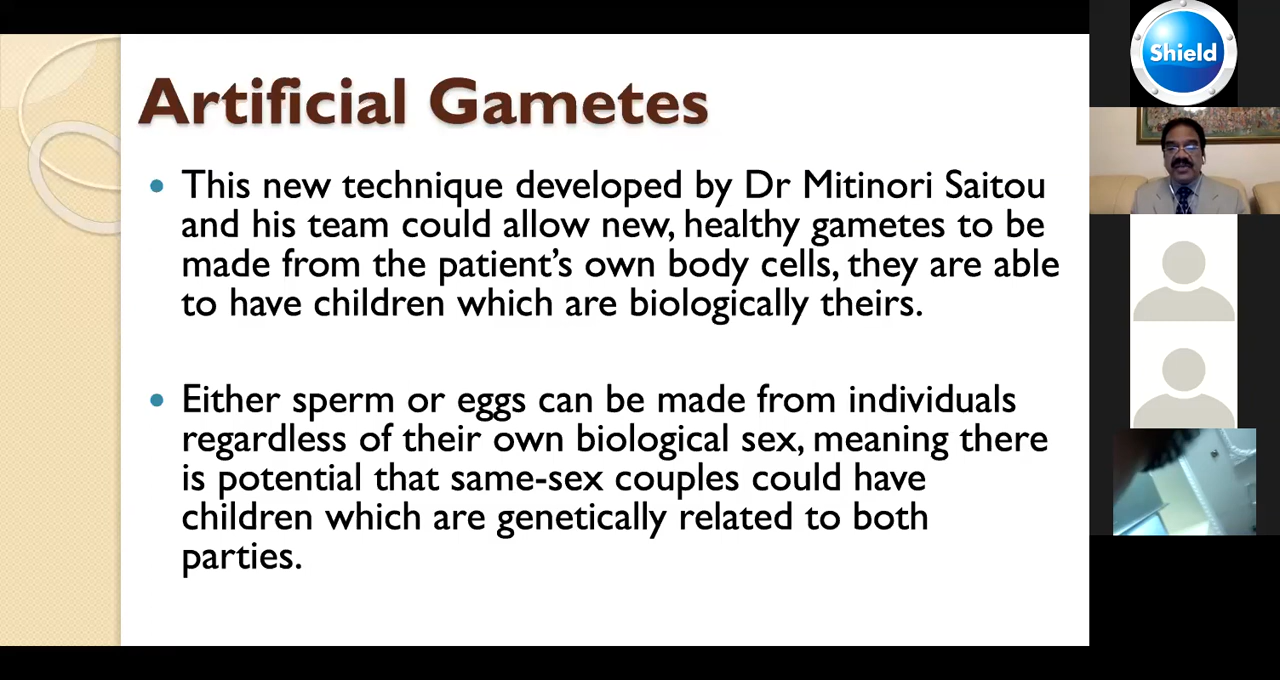 Artificial Gametes
• This new technique developed by Dr Mitinori Saitou
and his team could allow new, healthy gametes to be
made from the patient’s own body cells, they are able
to have children which are biologically theirs.
• Either sperm or eggs can be made from individuals
regardless of their own biological sex, meaning there
is potential that same-sex couples could have
children which are genetically related to both
parties.
Shield